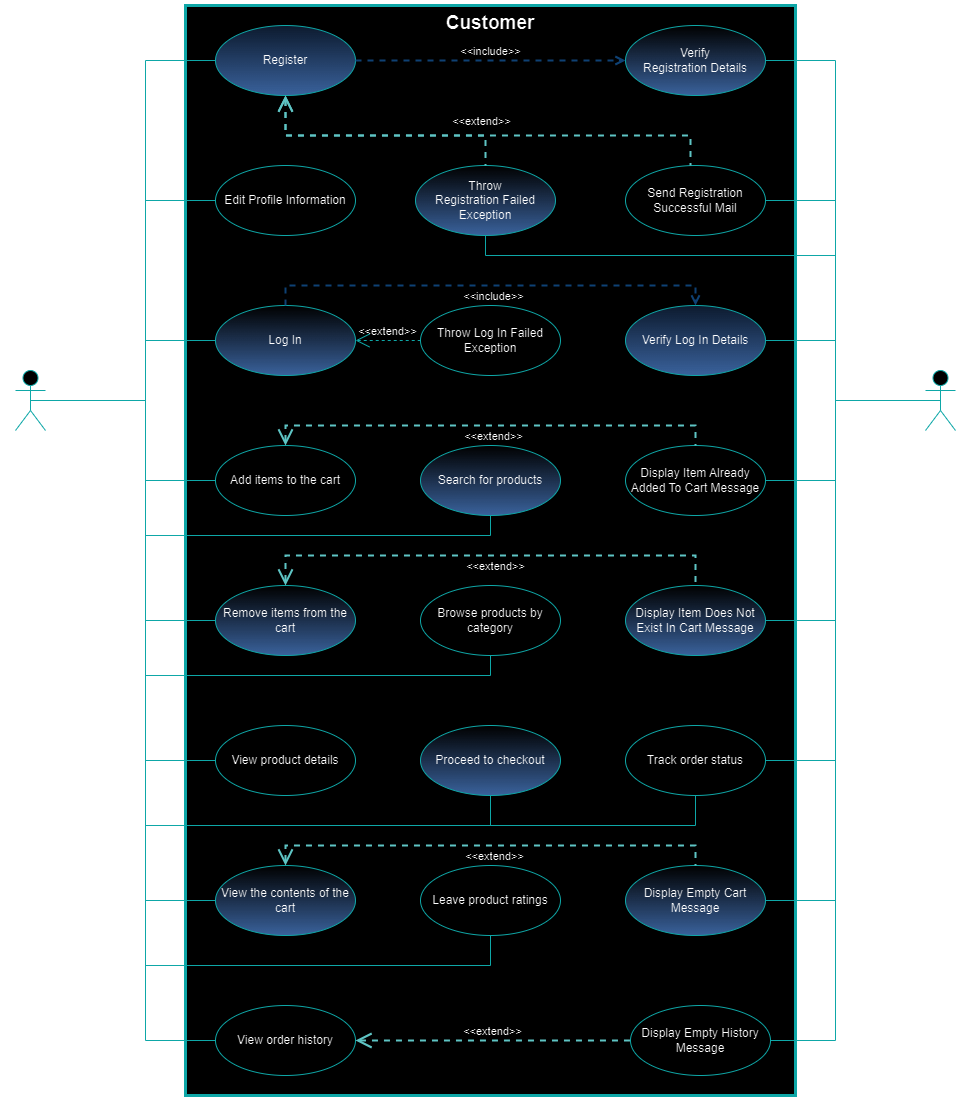 Customer
Register
<<include>>
Verify
Registration Details
<<extend>>
Edit Profile Information
Throw
Registration Failed
Exception
Send Registration
Successful Mail
<<include>>
Log In
<<extend>>
Throw Log In Failed
Exception
Verify Log In Details
<<extend>>
Add items to the cart
Search for products
Display Item Already
Added To Cart Message
<<extend>>
Remove items from the
cart
Browse products by
category
Display Item Does Not
Exist In Cart Message
View product details
Proceed to checkout
Track order status
<<extend>>
View the contents of the
cart
Leave product ratings
Display Empty Cart
Message
<<extend>>
View order history
Display Empty History
Message